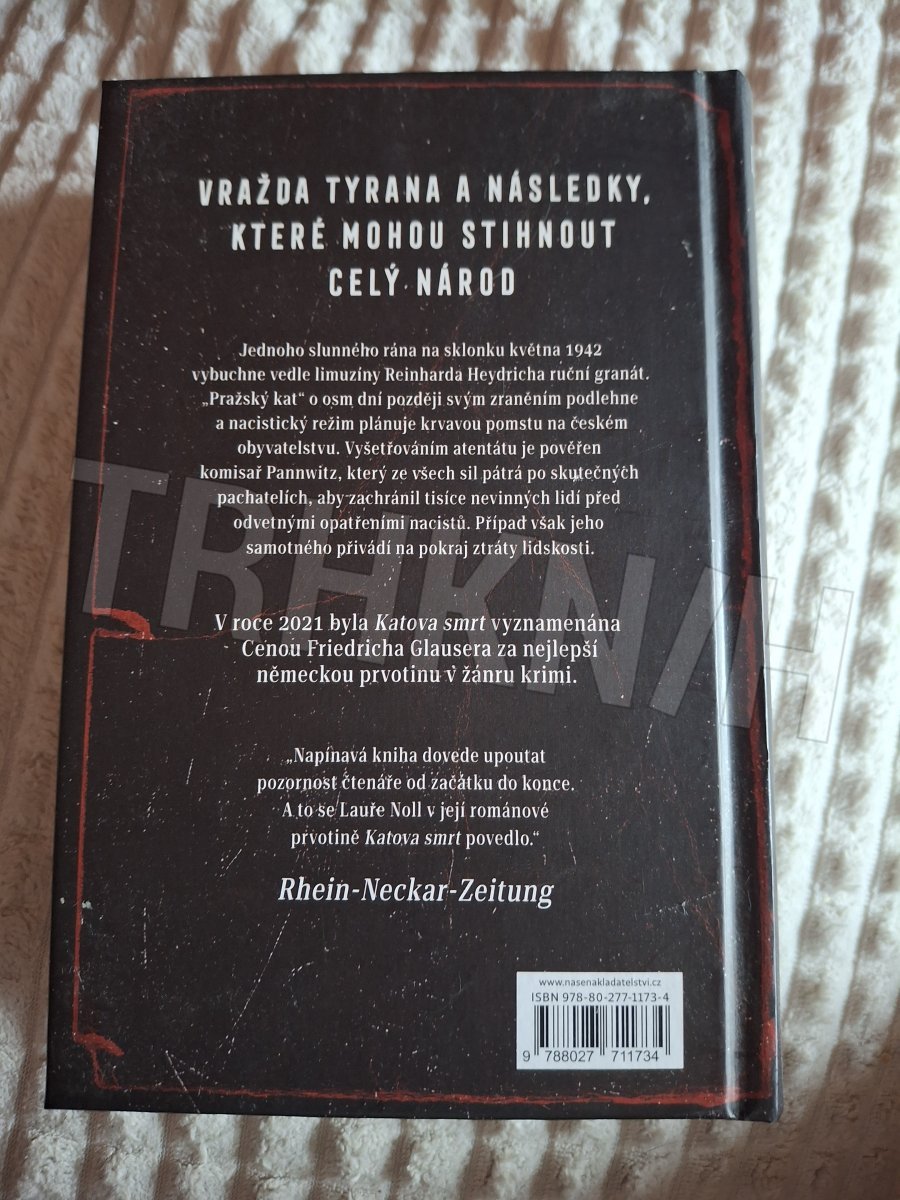 VRAŽDA TYRANA A NÁSLEDKY,
KTERÉ MOHOU STIHNOUT
CELÝ NÁROD
Jednoho slunného rána na sklonku května 1942
vybuchne vedle limuzíny Reinharda Heydricha ruční granát.
„Pražský kat“ o osm dní později svým zraněním podlehne
a nacistický režim plánuje krvavou pomstu na českém
obyvatelstvu. Vyšetřováním atentátu je pověřen
komisař Pannwitz, který ze všech sil pátrá po skutečných
pachatelích, aby zachránil tisíce nevinných lidí před
odvetnými opatřeními nacistů. Případ však jeho
samotného přivádí na pokraj ztráty lidskosti.
TRHKNIH
V roce 2021 byla Katova smrt vyznamenána
Cenou Friedricha Glausera za nejlepší
německou prvotinu v žánru krimi.
„Napínavá kniha dovede upoutat
pozornost čtenáře od začátku do konce.
A to se Lauře Noll v její románové
prvotině Katova smrt povedlo.“
Rhein-Neckar-Zeitung
www.nasenakladatelstvi.cz
ISBN 978-80-277-1173-4
9 788027 711734